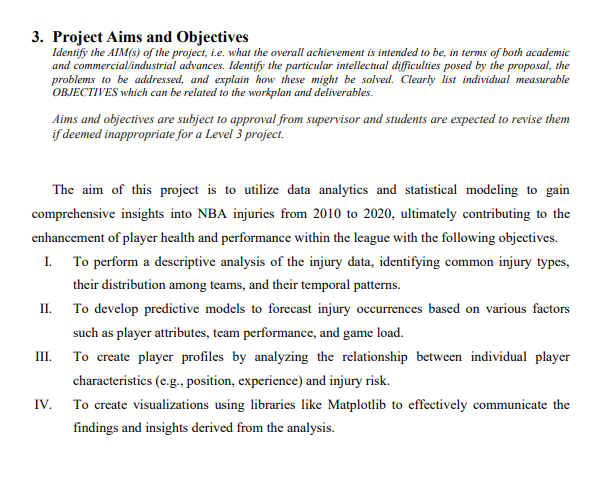 3. Project Aims and Objectives
Identify the AIM(s) of the project, i.e. what the overall achievement is intended to be, in terms of both academic
and commercial/industrial advances. Identify the particular intellectual difficulties posed by the proposal, the
problems to be addressed, and explain how these might be solved. Clearly list individual measurable
OBJECTIVES which can be related to the workplan and deliverables.
Aims and objectives are subject to approval from supervisor and students are expected to revise them
if deemed inappropriate for a Level 3 project.
The aim of this project is to utilize data analytics and statistical modeling to gain
comprehensive insights into NBA injuries from 2010 to 2020, ultimately contributing to the
enhancement of player health and performance within the league with the following objectives.
I. To perform a descriptive analysis of the injury data, identifying common injury types,
their distribution among teams, and their temporal patterns.
II. To develop predictive models to forecast injury occurrences based on various factors
such as player attributes, team performance, and game load.
III. To create player profiles by analyzing the relationship between individual player
characteristics (e.g., position, experience) and injury risk.
IV. To create visualizations using libraries like Matplotlib to effectively communicate the
findings and insights derived from the analysis.